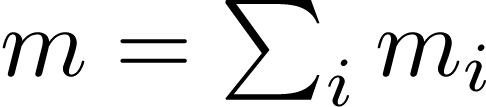 m = ∑ᵢ mᵢ